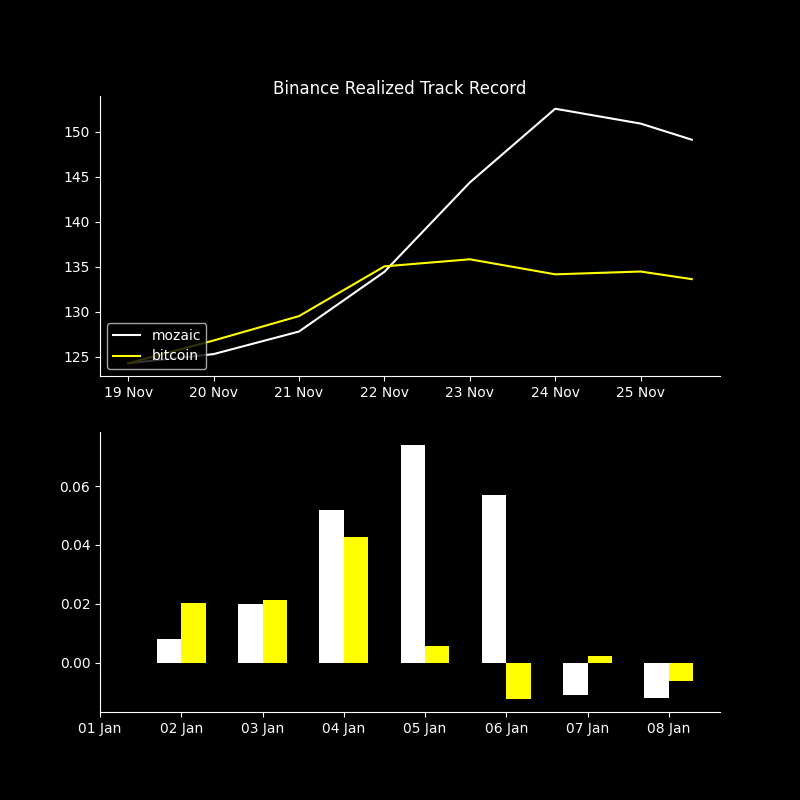 Binance Realized Track Record
150
145
140
135
130
125
mozaic
bitcoin
19 Nov 20 Nov 21 Nov 22 Nov 23 Nov 24 Nov 25 Nov
0.06
0.04
0.02
0.00
01 Jan 02 Jan 03 Jan 04 Jan 05 Jan 06 Jan 07 Jan 08 Jan